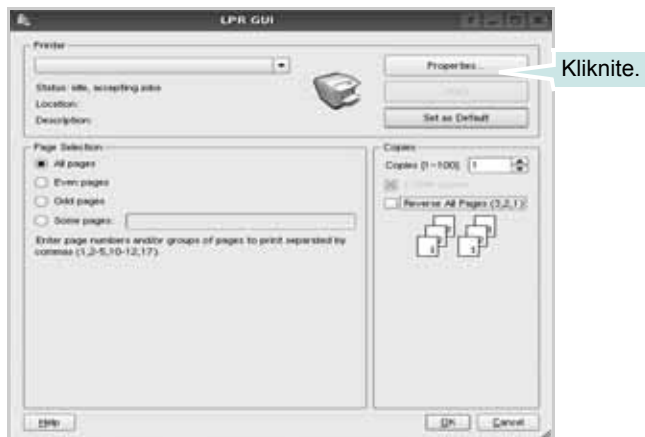 LPR GUI
Printer
Properties...
Kliknite.
Status: idle, accepting jobs
Location:
Description:
Set as Default
Page Selection
All pages
Even pages
Odd pages
Some pages:
Enter page numbers and/or groups of pages to print separated by
commas (1,2-5,10-12,17).
Copies
Copies [1~100]: 1
Reverse All Pages (3,2,1)
Help
OK
Cancel